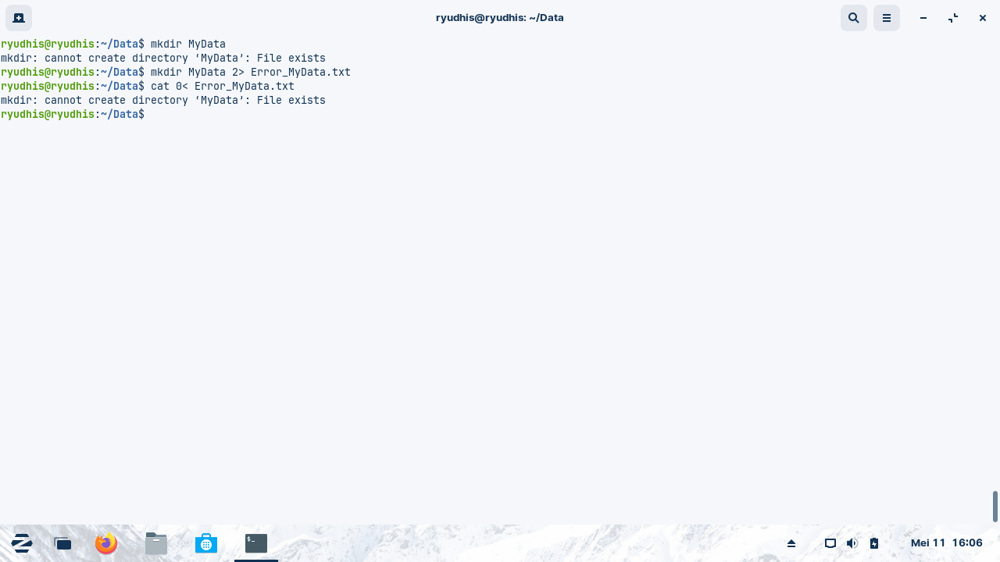 ryudhis@ryudhis: ~/Data
ryudhis@ryudhis:~/Data$ mkdir MyData
mkdir: cannot create directory ‘MyData’: File exists
ryudhis@ryudhis:~/Data$ mkdir MyData 2> Error_MyData.txt
ryudhis@ryudhis:~/Data$ cat 0< Error_MyData.txt
mkdir: cannot create directory ‘MyData’: File exists
ryudhis@ryudhis:~/Data$
$_
Mei 11 16:06